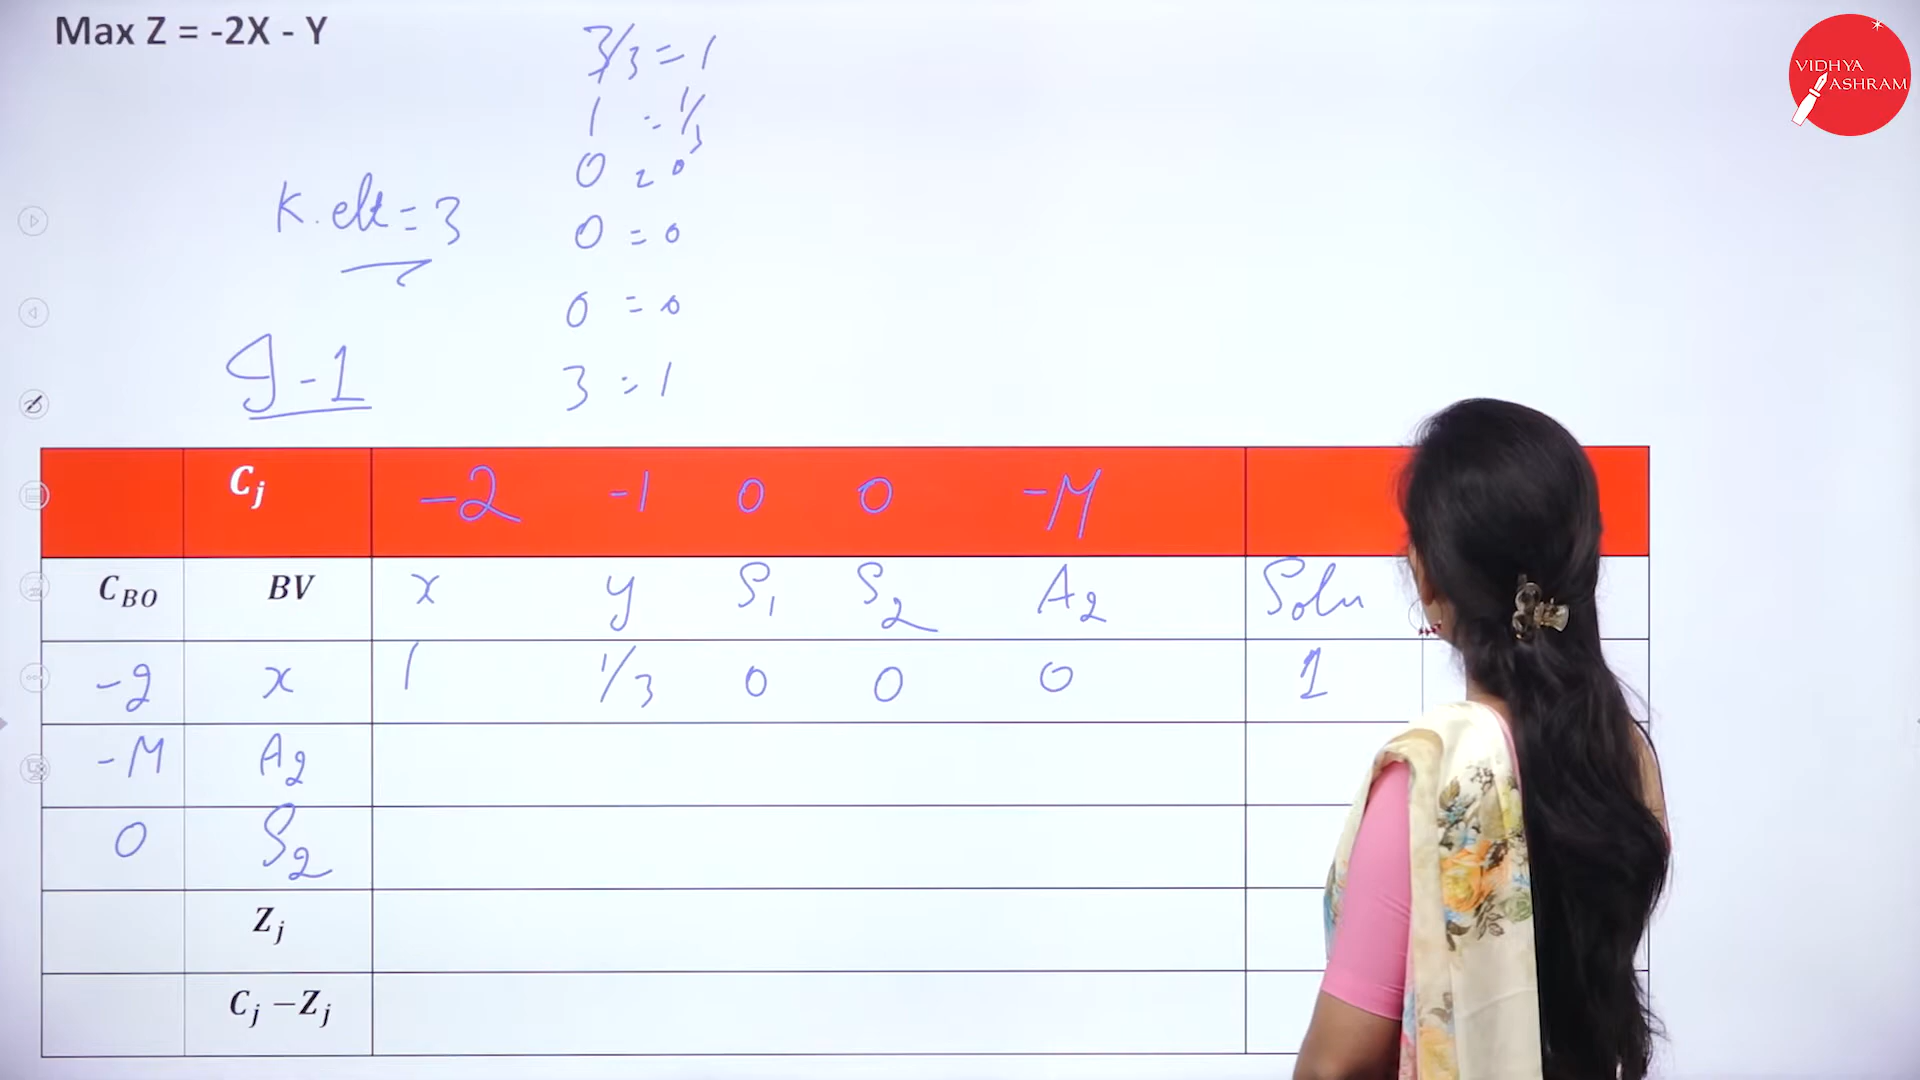 Max Z = -2X - Y
VIDHYA
ASHRAM
3/3 = 1
1 = 1/3
0 = 0
0 = 0
0 = 0
3 = 1
K.elt = 3
I-1
Cj -2 -1 0 0 -M
CBO BV x y S1 S2 A2 Soln
-2 x 1 1/3 0 0 0 1
-M A2
0 S2
Zj
Cj - Zj